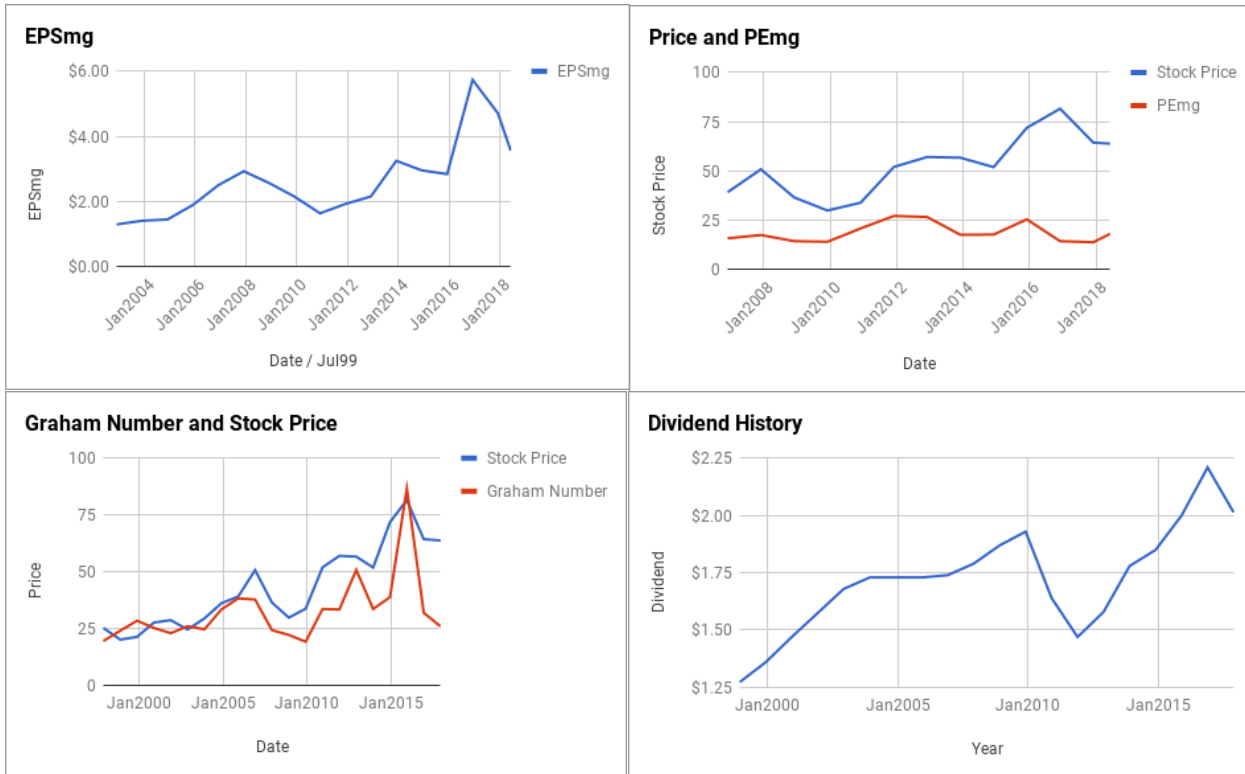 EPSmg
$6.00
$4.00
$2.00
$0.00
EPSmg
EPSmg
Jan2004
Jan2006
Jan2008
Jan2010
Jan2012
Jan2014
Jan2016
Jan2018
Date / Jul99
Price and PEmg
100
75
50
25
0
Stock Price
Stock Price
PEmg
Jan2008
Jan2010
Jan2012
Jan2014
Jan2016
Jan2018
Date
Graham Number and Stock Price
100
75
50
25
0
Price
Stock Price
Graham Number
Jan2000
Jan2005
Jan2010
Jan2015
Date
Dividend History
$2.25
$2.00
$1.75
$1.50
$1.25
Dividend
Jan2000
Jan2005
Jan2010
Jan2015
Year